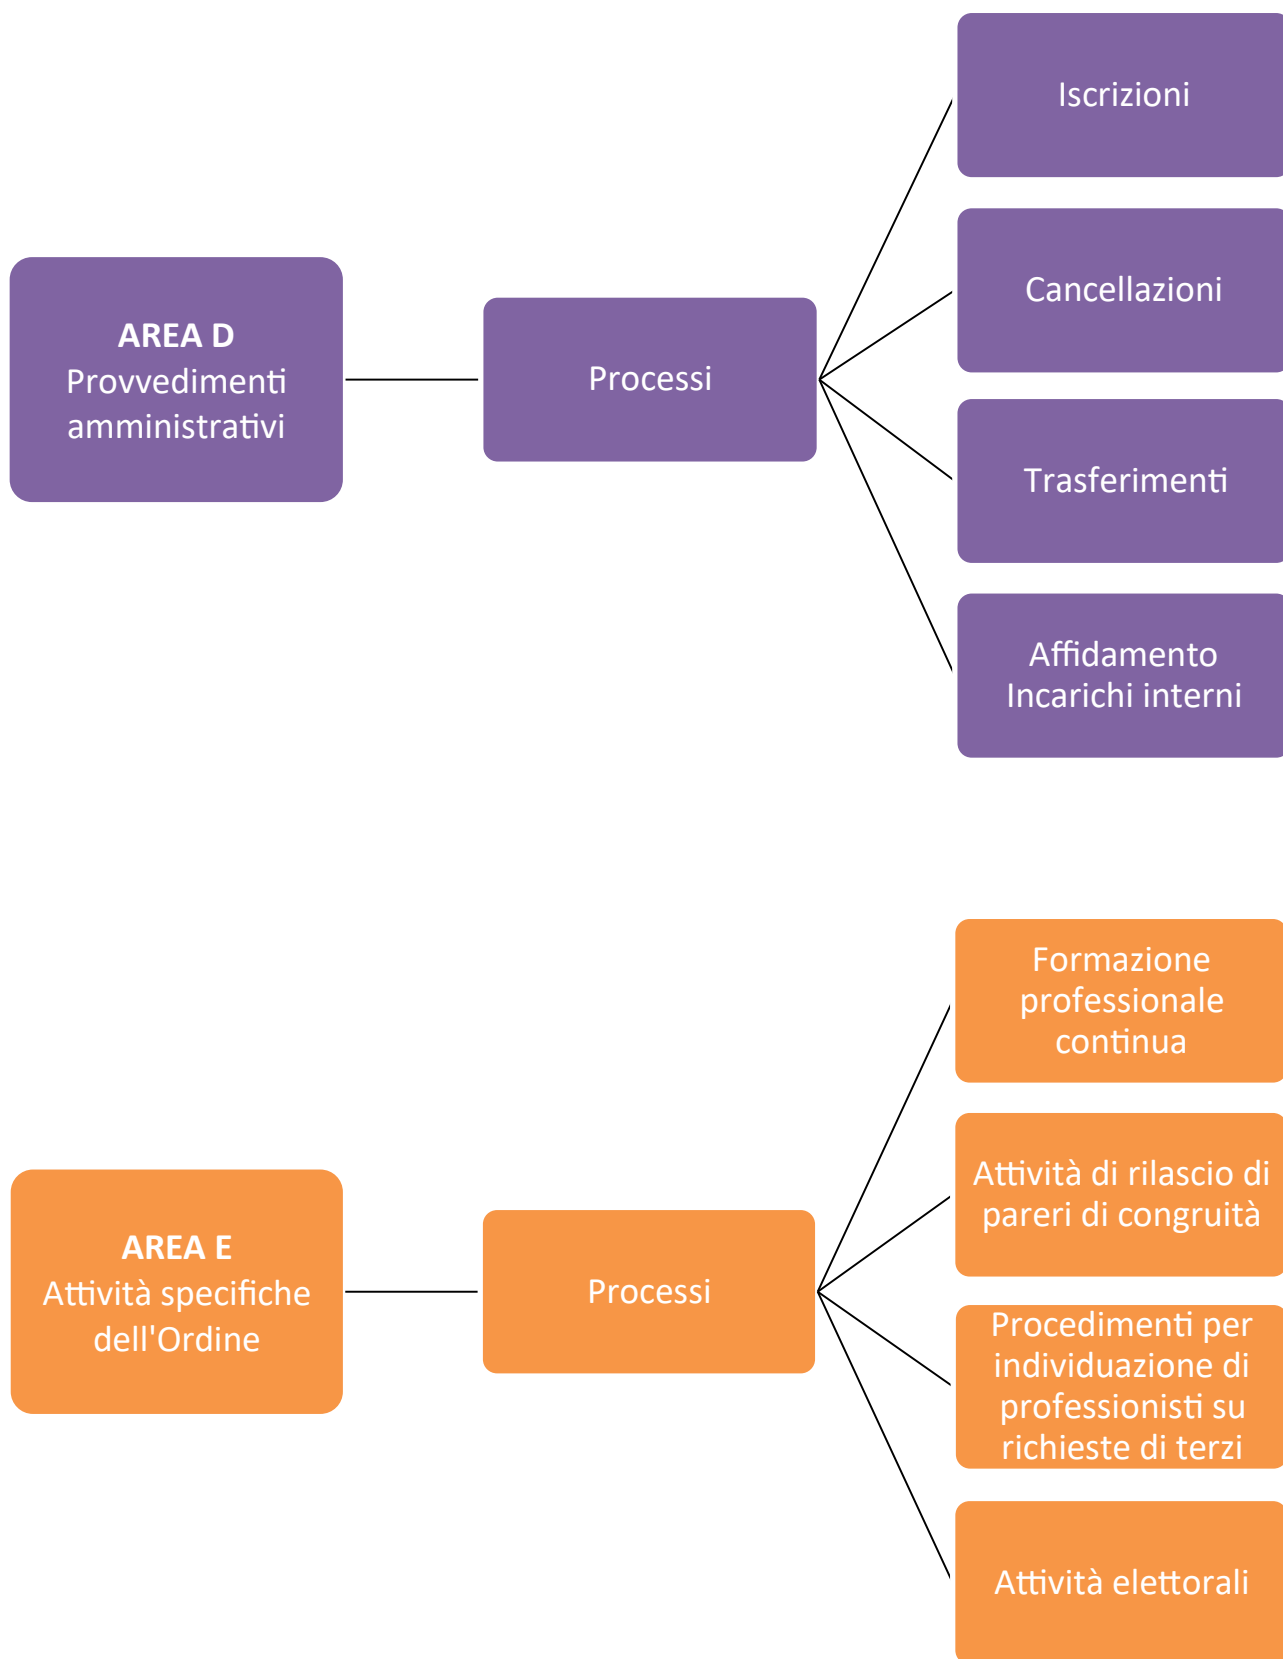 AREA D
Provvedimenti
amministrativi
Processi
Iscrizioni
Cancellazioni
Trasferimenti
Affidamento
Incarichi interni
AREA E
Attività specifiche
dell'Ordine
Processi
Formazione
professionale
continua
Attività di rilascio di
pareri di congruità
Procedimenti per
individuazione di
professionisti su
richieste di terzi
Attività elettorali